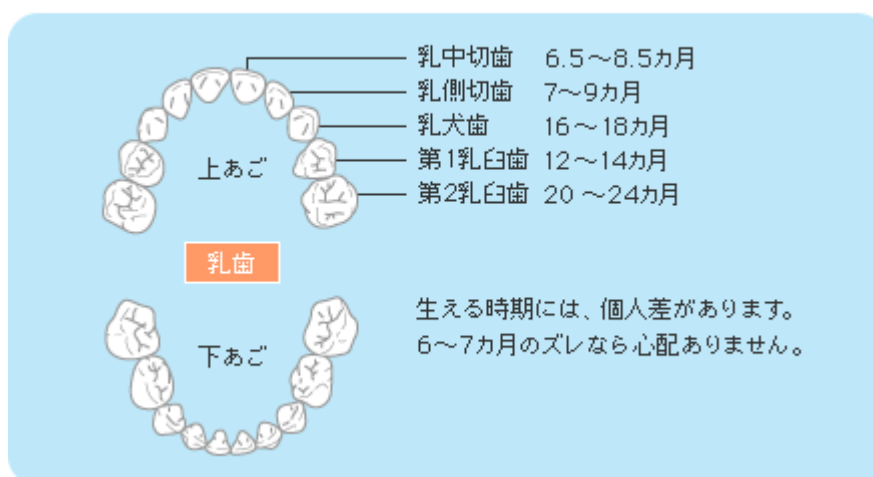 乳中切歯 6.5～8.5カ月
乳側切歯 7～9カ月
乳犬歯 16～18カ月
第1乳臼歯 12～14カ月
第2乳臼歯 20～24カ月
上あご
乳歯
生える時期には、個人差があります。
6～7カ月のズレなら心配ありません。
下あご